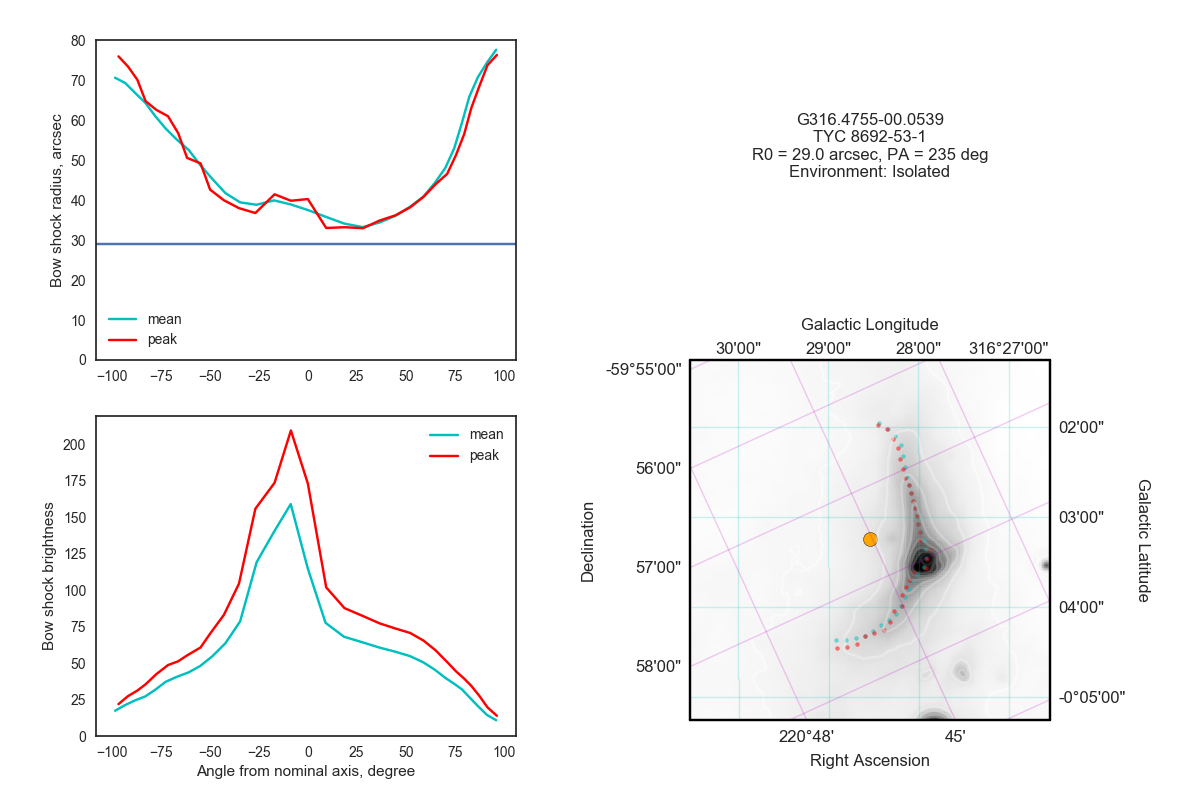 80
70
60
50
40
30
20
10
0
Bow shock radius, arcsec
mean
peak
−100 −75 −50 −25 0 25 50 75 100
G316.4755-00.0539
TYC 8692-53-1
R0 = 29.0 arcsec, PA = 235 deg
Environment: Isolated
200
175
150
125
100
75
50
25
0
Bow shock brightness
mean
peak
−100 −75 −50 −25 0 25 50 75 100
Angle from nominal axis, degree
Galactic Longitude
30'00" 29'00" 28'00" 316°27'00"
-59°55'00"
56'00"
57'00"
58'00"
Declination
02'00"
03'00"
04'00"
-0°05'00"
Galactic Latitude
220°48' 45'
Right Ascension